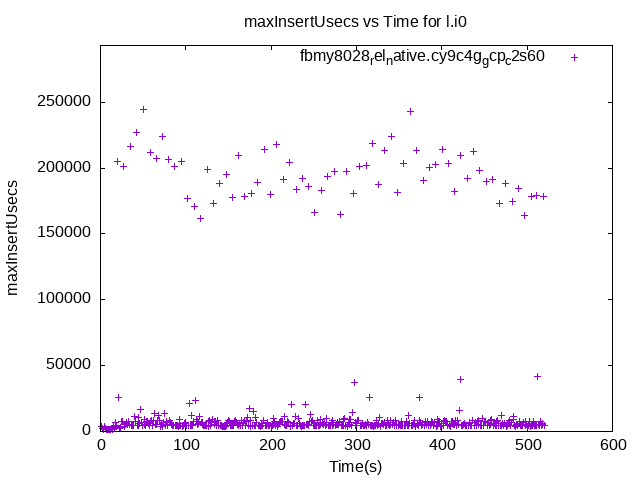 maxInsertUsecs vs Time for l.i0
fbmy8028relnative.cy9c4ggcpc2s60
250000
200000
150000
100000
50000
0
maxInsertUsecs
0 100 200 300 400 500 600
Time(s)